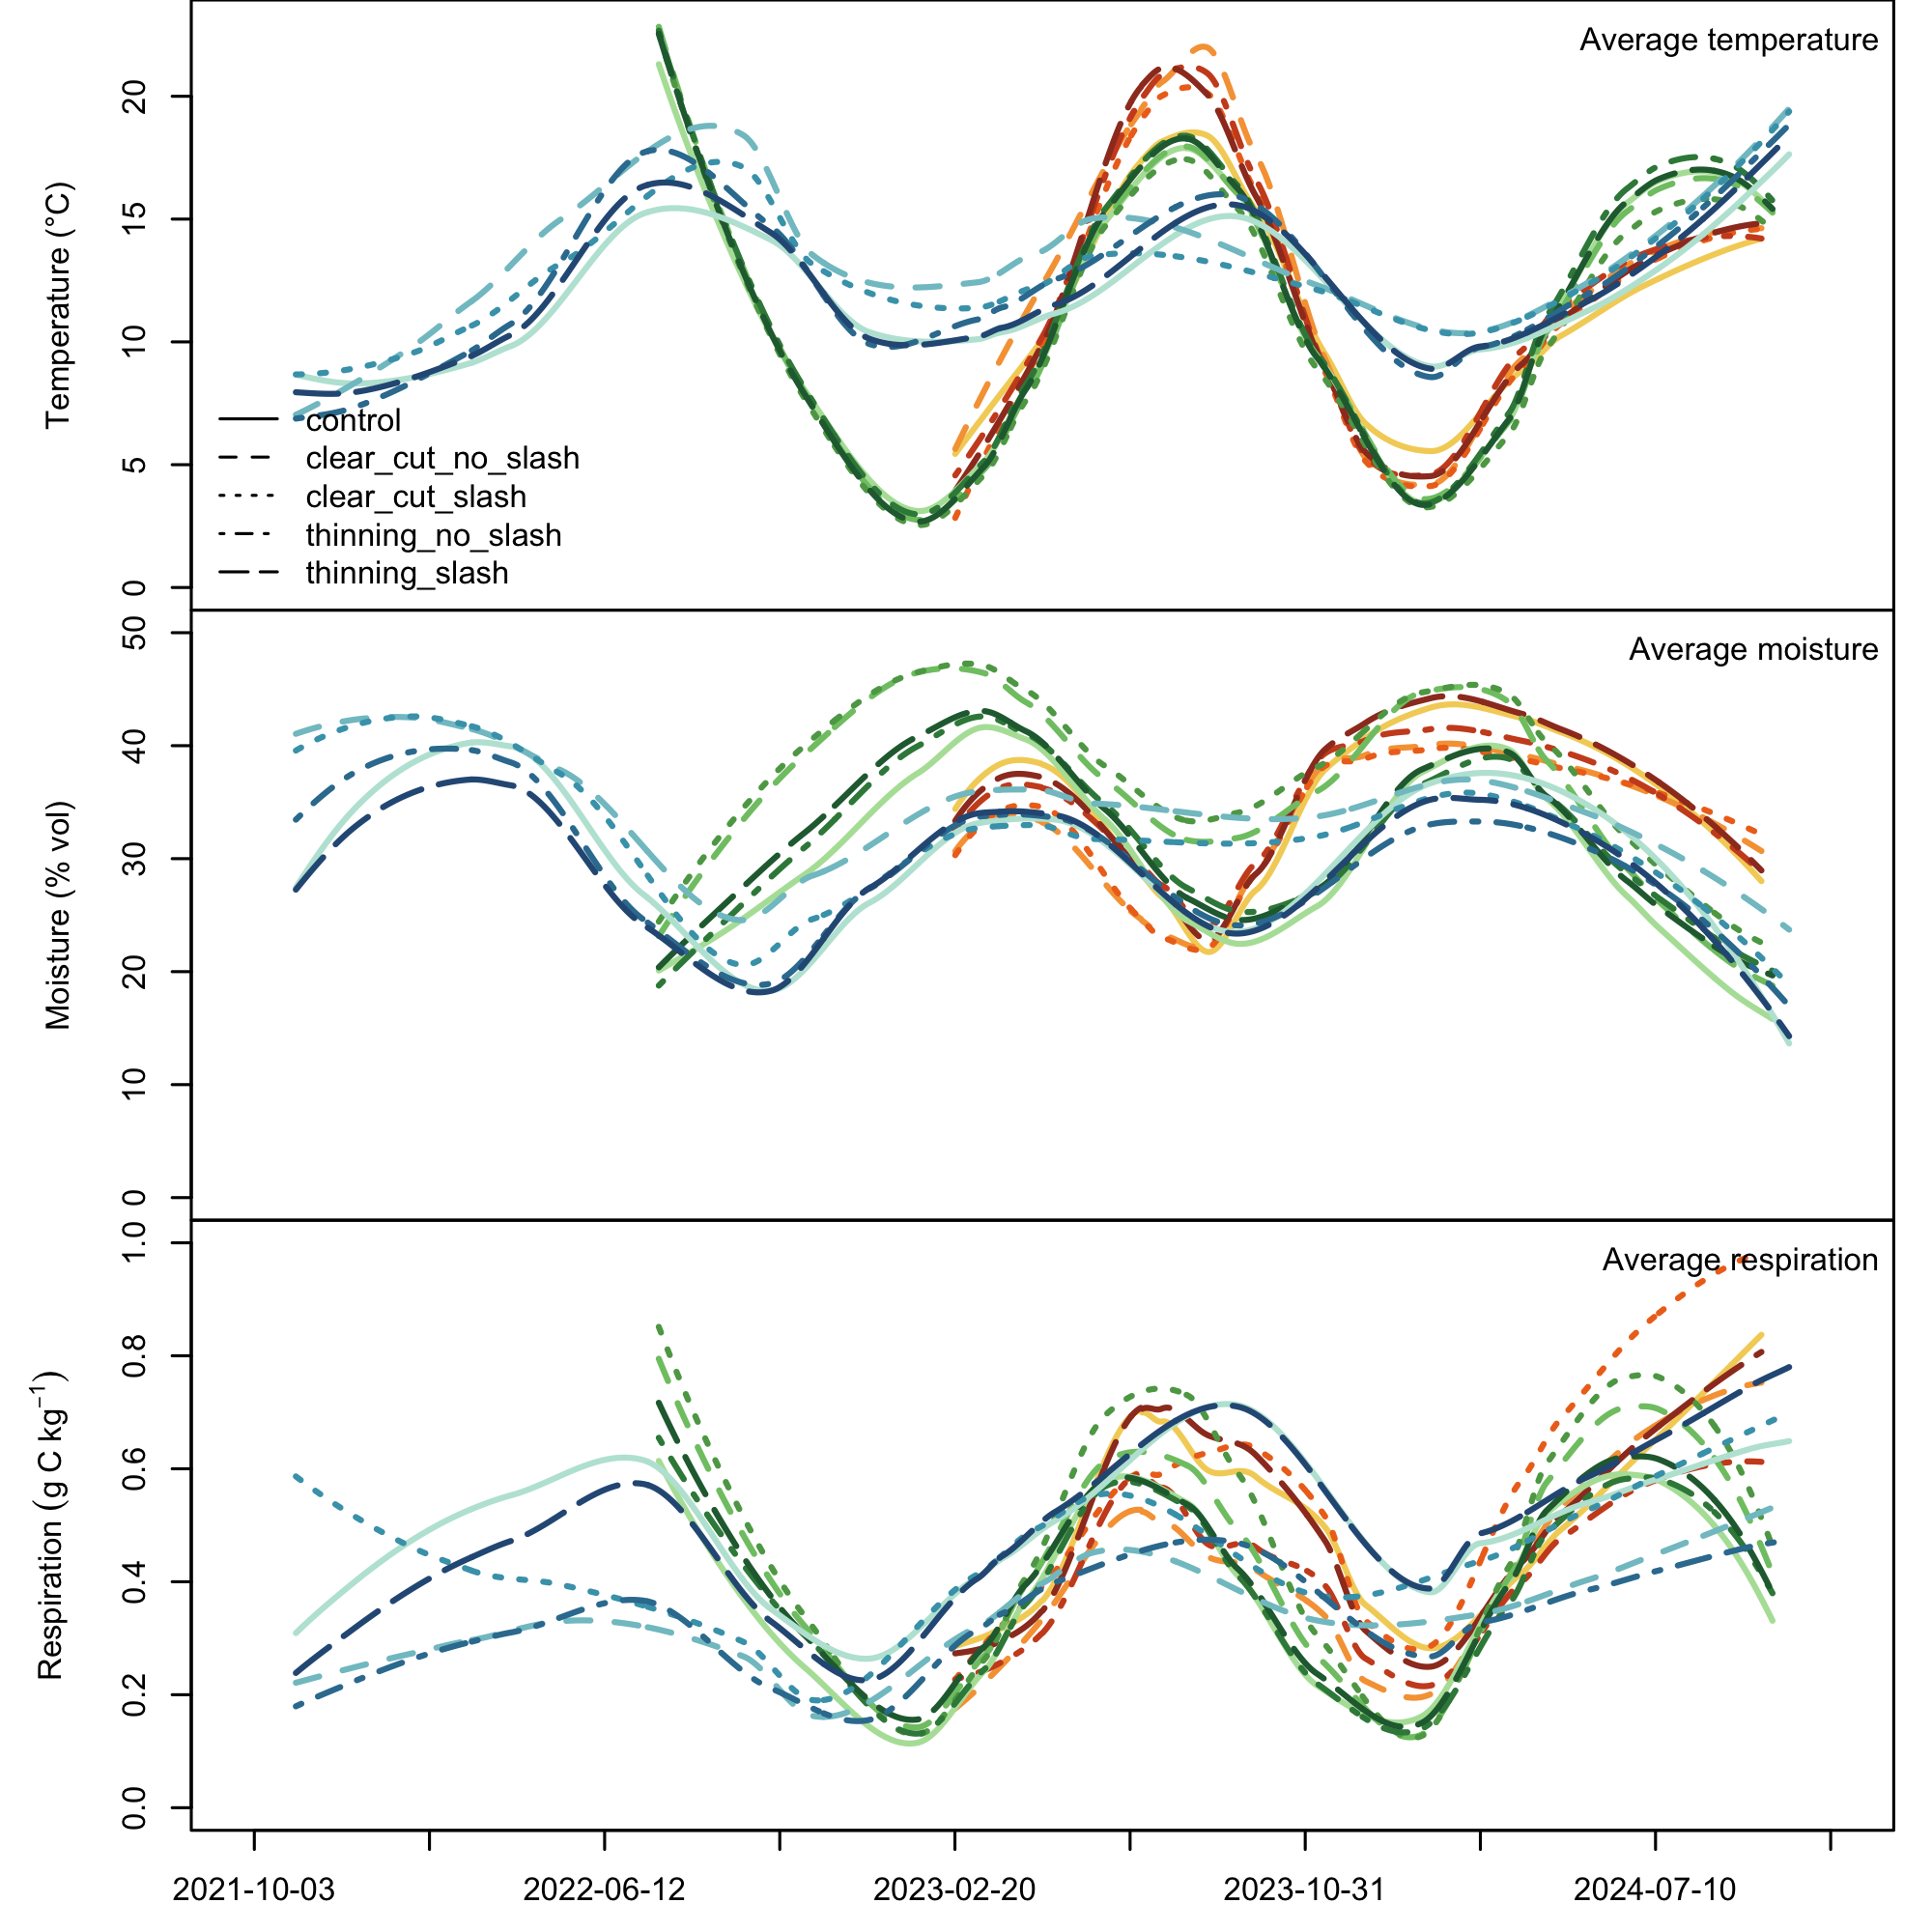 Average temperature
Temperature (°C)
20
15
10
5
0
control
clear_cut_no_slash
clear_cut_slash
thinning_no_slash
thinning_slash
Average moisture
Moisture (% vol)
50
40
30
20
10
0
Average respiration
Respiration (g C kg⁻¹)
1.0
0.8
0.6
0.4
0.2
0.0
2021-10-03 2022-06-12 2023-02-20 2023-10-31 2024-07-10